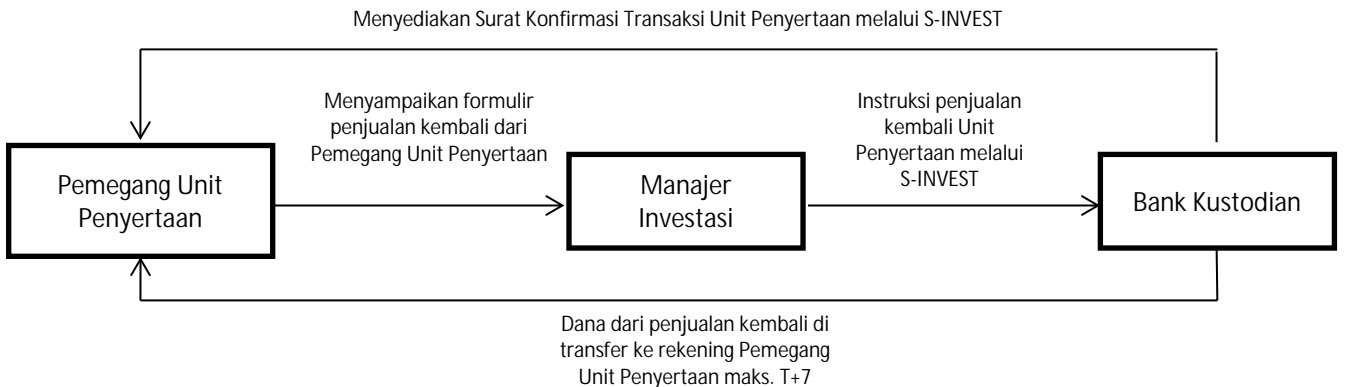 Menyediakan Surat Konfirmasi Transaksi Unit Penyertaan melalui S-INVEST
Menyampaikan formulir
penjualan kembali dari
Pemegang Unit Penyertaan
Instruksi penjualan
kembali Unit
Penyertaan melalui
S-INVEST
Pemegang Unit
Penyertaan
Manajer
Investasi
Bank Kustodian
Dana dari penjualan kembali di
transfer ke rekening Pemegang
Unit Penyertaan maks. T+7